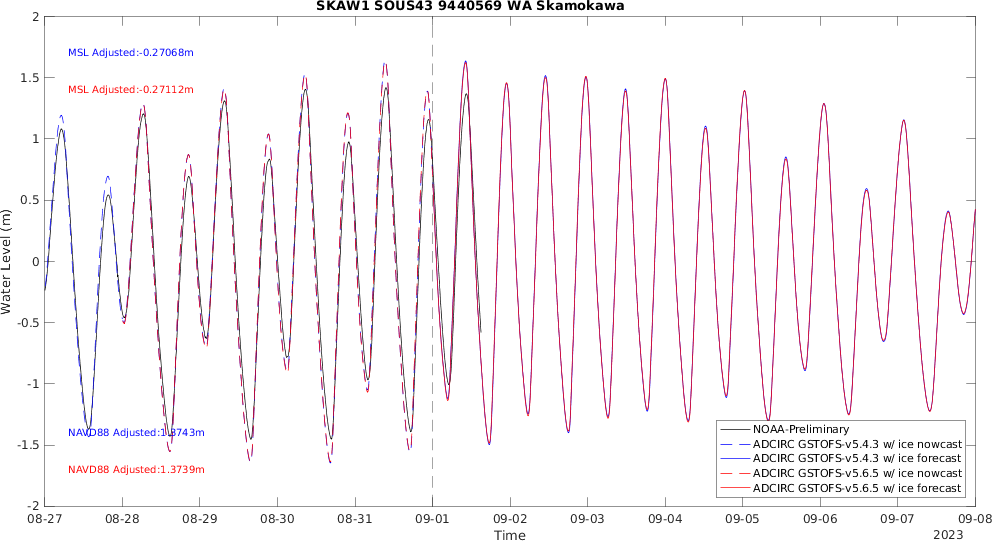 SKAW1 SOUS43 9440569 WA Skamokawa
2
1.5
1
0.5
0
-0.5
-1
-1.5
-2
Water Level (m)
MSL Adjusted:-0.27068m
MSL Adjusted:-0.27112m
NAVD88 Adjusted:1.3743m
NAVD88 Adjusted:1.3739m
NOAA-Preliminary
ADCIRC GSTOFS-v5.4.3 w/ ice nowcast
ADCIRC GSTOFS-v5.4.3 w/ ice forecast
ADCIRC GSTOFS-v5.6.5 w/ ice nowcast
ADCIRC GSTOFS-v5.6.5 w/ ice forecast
08-27 08-28 08-29 08-30 08-31 09-01 09-02 09-03 09-04 09-05 09-06 09-07 09-08
Time
2023